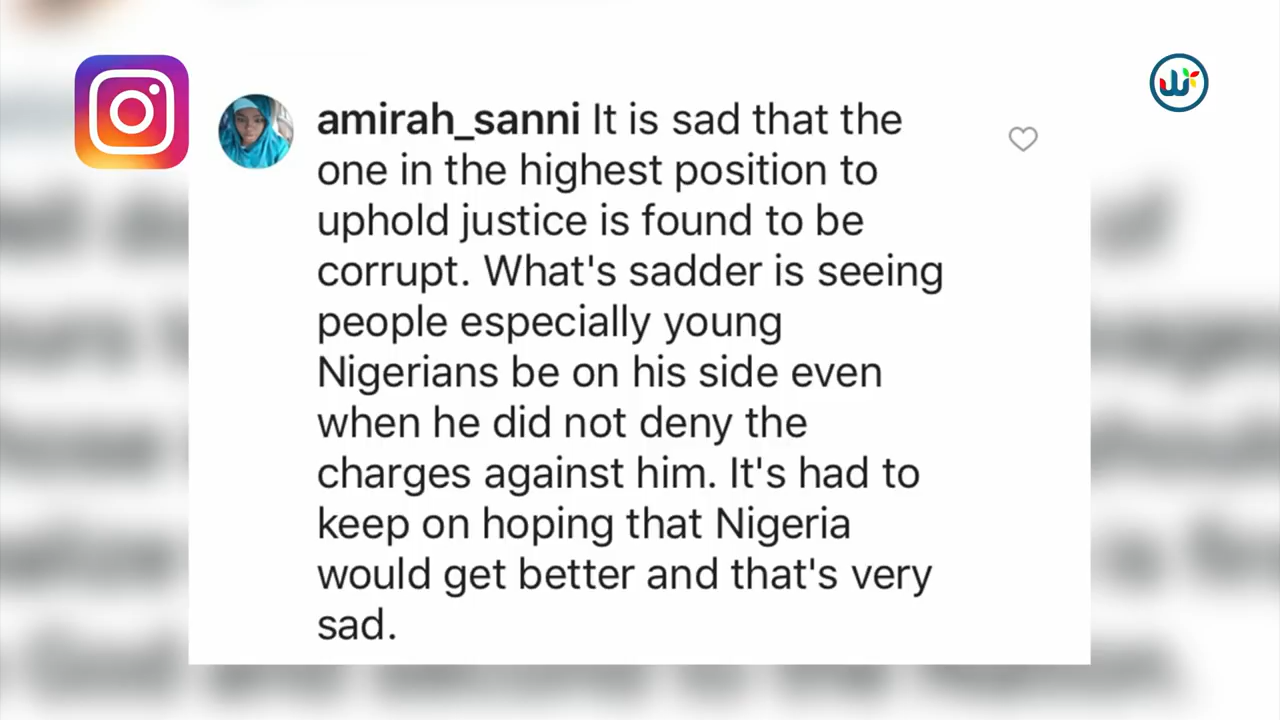 amirah_sanni It is sad that the
one in the highest position to
uphold justice is found to be
corrupt. What's sadder is seeing
people especially young
Nigerians be on his side even
when he did not deny the
charges against him. It's had to
keep on hoping that Nigeria
would get better and that's very
sad.